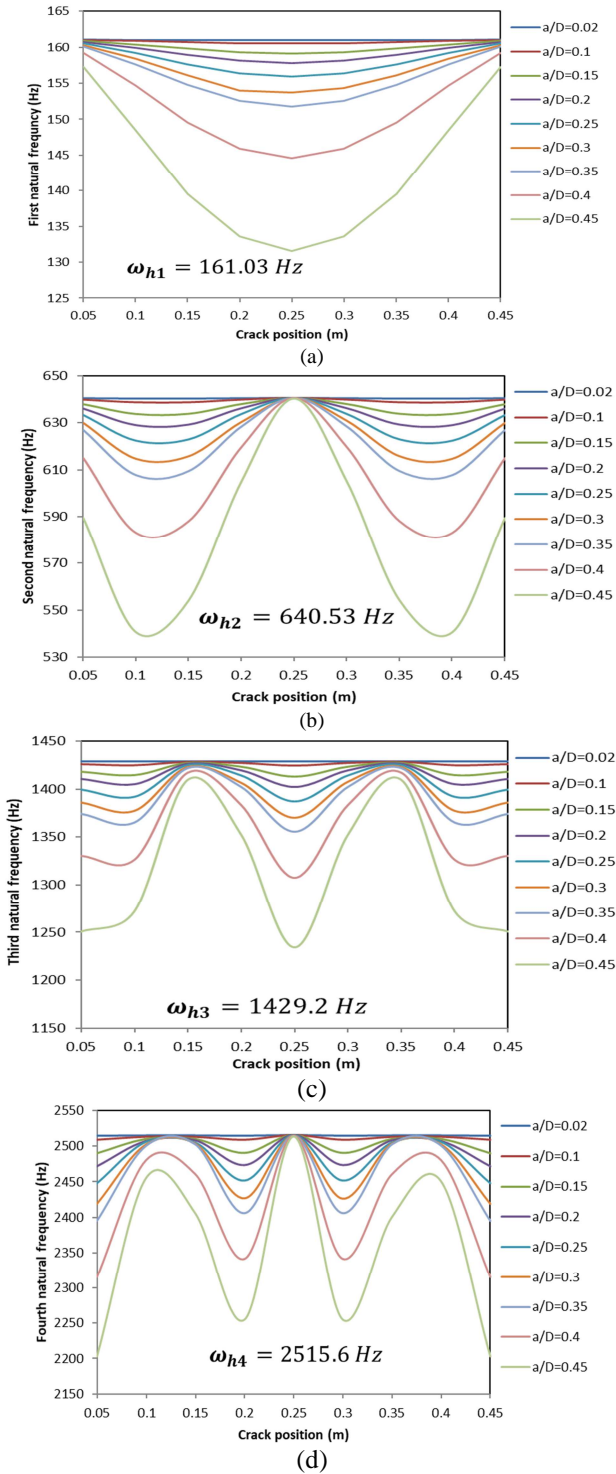 165
160
155
150
145
140
135
130
125
First natural frequncy (Hz)
0.05 0.1 0.15 0.2 0.25 0.3 0.35 0.4 0.45
Crack position (m)
ωh1 = 161.03 Hz
a/D=0.02
a/D=0.1
a/D=0.15
a/D=0.2
a/D=0.25
a/D=0.3
a/D=0.35
a/D=0.4
a/D=0.45
(a)
650
630
610
590
570
550
530
Second natural frequency (Hz)
0.05 0.1 0.15 0.2 0.25 0.3 0.35 0.4 0.45
Crack position (m)
ωh2 = 640.53 Hz
a/D=0.02
a/D=0.1
a/D=0.15
a/D=0.2
a/D=0.25
a/D=0.3
a/D=0.35
a/D=0.4
a/D=0.45
(b)
1450
1400
1350
1300
1250
1200
1150
Third natural frequency (Hz)
0.05 0.1 0.15 0.2 0.25 0.3 0.35 0.4 0.45
Crack position (m)
ωh3 = 1429.2 Hz
a/D=0.02
a/D=0.1
a/D=0.15
a/D=0.2
a/D=0.25
a/D=0.3
a/D=0.35
a/D=0.4
a/D=0.45
(c)
2550
2500
2450
2400
2350
2300
2250
2200
2150
Fourth natural frequency (Hz)
0.05 0.1 0.15 0.2 0.25 0.3 0.35 0.4 0.45
Crack position (m)
ωh4 = 2515.6 Hz
a/D=0.02
a/D=0.1
a/D=0.15
a/D=0.2
a/D=0.25
a/D=0.3
a/D=0.35
a/D=0.4
a/D=0.45
(d)